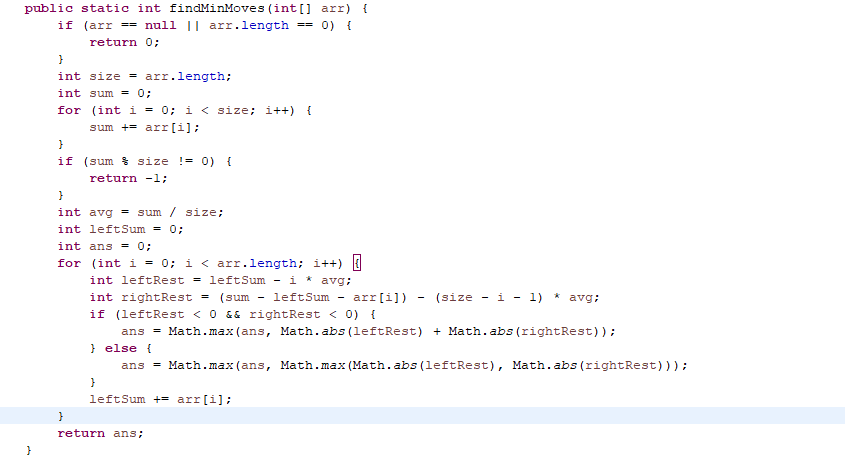 public static int findMinMoves(int[] arr) {
    if (arr == null || arr.length == 0) {
        return 0;
    }
    int size = arr.length;
    int sum = 0;
    for (int i = 0; i < size; i++) {
        sum += arr[i];
    }
    if (sum % size != 0) {
        return -1;
    }
    int avg = sum / size;
    int leftSum = 0;
    int ans = 0;
    for (int i = 0; i < arr.length; i++) {
        int leftRest = leftSum - i * avg;
        int rightRest = (sum - leftSum - arr[i]) - (size - i - 1) * avg;
        if (leftRest < 0 && rightRest < 0) {
            ans = Math.max(ans, Math.abs(leftRest) + Math.abs(rightRest));
        } else {
            ans = Math.max(ans, Math.max(Math.abs(leftRest), Math.abs(rightRest)));
        }
        leftSum += arr[i];
    }
    return ans;
}